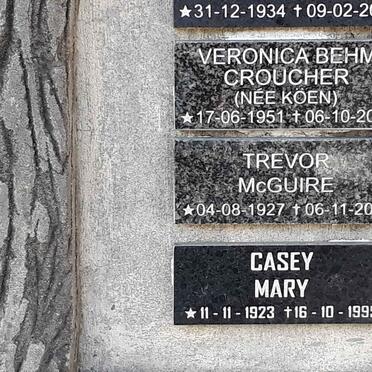 ★31-12-1934 ✝09-02-20
VERONICA BEHM
CROUCHER
(NÉE KÖEN)
★17-06-1951 ✝06-10-20
TREVOR
McGUIRE
★04-08-1927 ✝06-11-20
CASEY
MARY
★11-11-1923 ✝16-10-1995